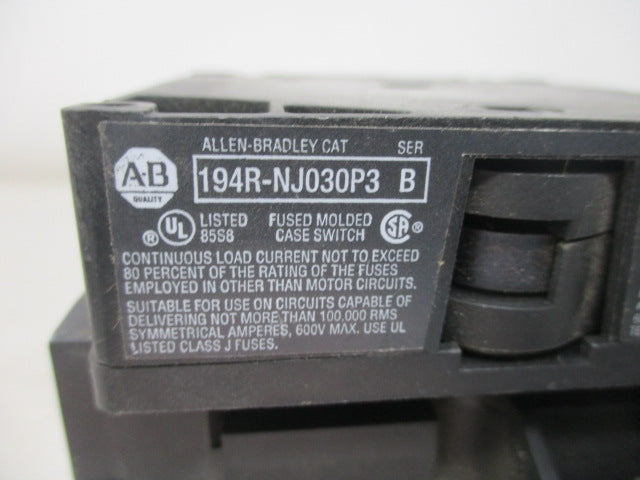 ALLEN-BRADLEY CAT SER
A-B
QUALITY
194R-NJ030P3 B
® UL LISTED FUSED MOLDED SP ®
85S8 CASE SWITCH
CONTINUOUS LOAD CURRENT NOT TO EXCEED
80 PERCENT OF THE RATING OF THE FUSES
EMPLOYED IN OTHER THAN MOTOR CIRCUITS.
SUITABLE FOR USE ON CIRCUITS CAPABLE OF
DELIVERING NOT MORE THAN 100.000 RMS
SYMMETRICAL AMPERES, 600V MAX. USE UL
LISTED CLASS J FUSES.